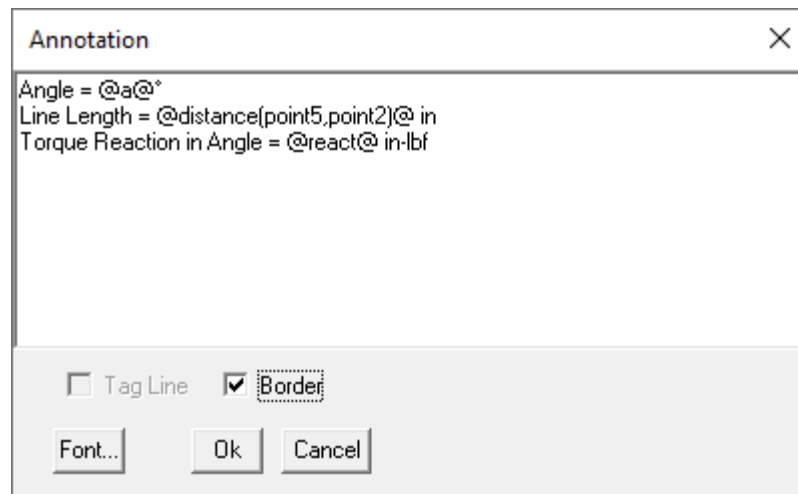 Annotation
Angle = @a@°
Line Length = @distance(point5,point2)@ in
Torque Reaction in Angle = @react@ in-lbf
Tag Line Border
Font... Ok Cancel